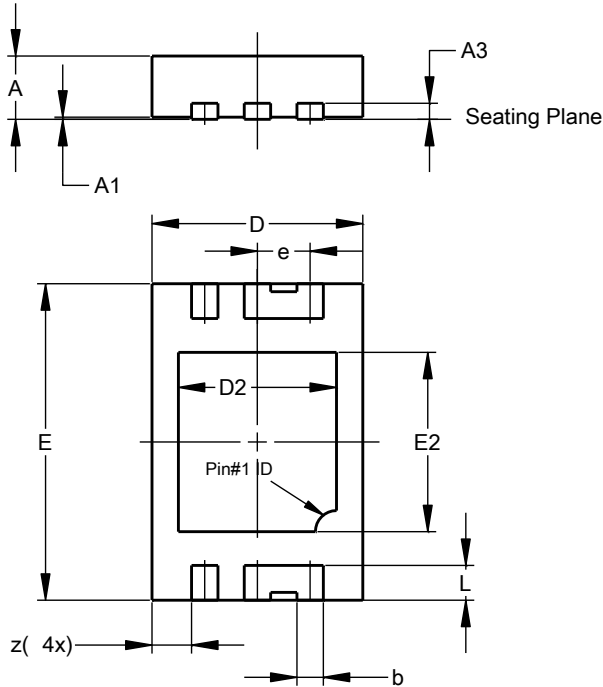 A3
A
Seating Plane
A1
D
e
D2
E
E2
Pin#1 ID
L
z( 4x)
b